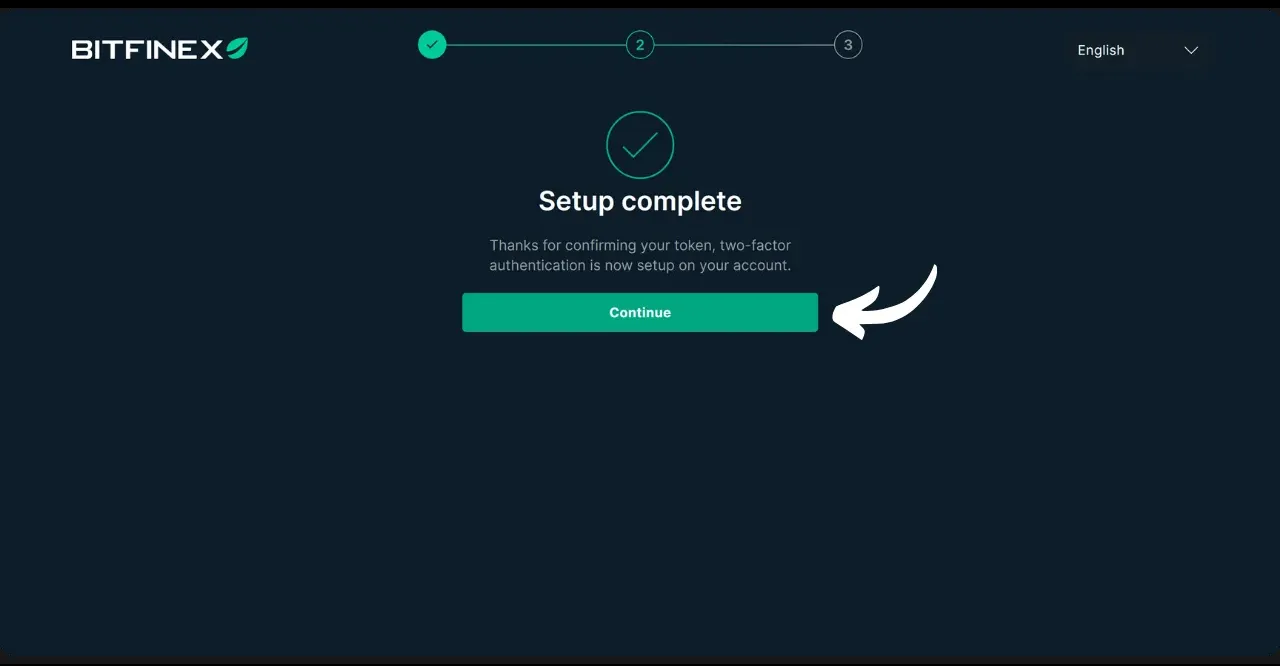 BITFINEX
2
3
English
Setup complete
Thanks for confirming your token, two-factor
authentication is now setup on your account.
Continue